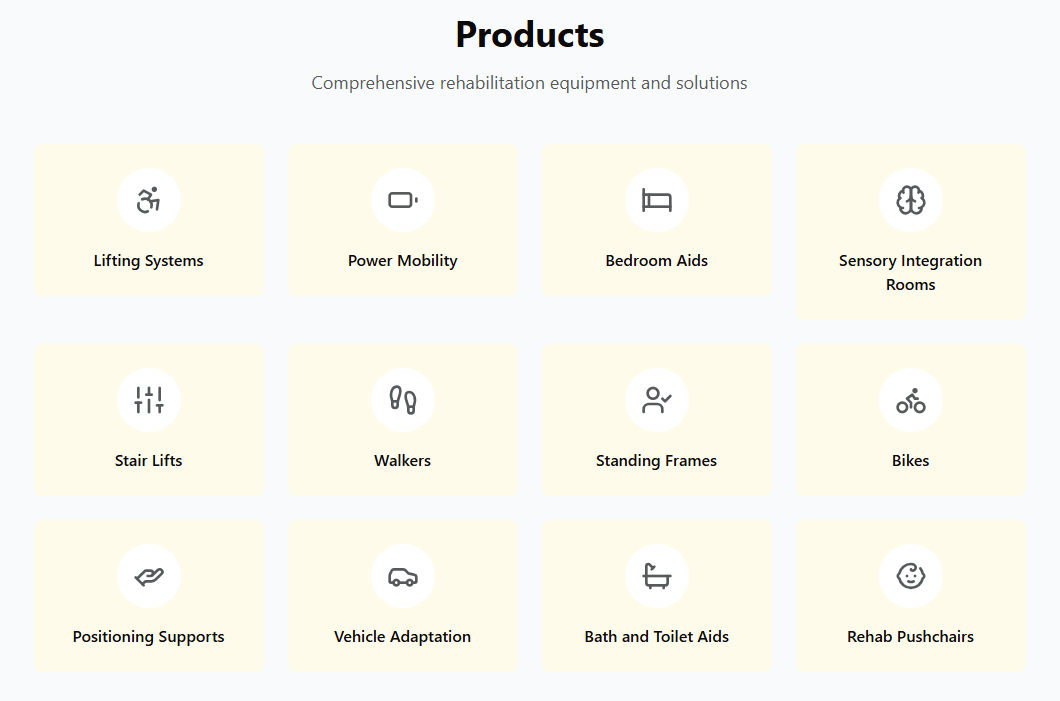 Products
Comprehensive rehabilitation equipment and solutions
Lifting Systems
Power Mobility
Bedroom Aids
Sensory Integration
Rooms
Stair Lifts
Walkers
Standing Frames
Bikes
Positioning Supports
Vehicle Adaptation
Bath and Toilet Aids
Rehab Pushchairs